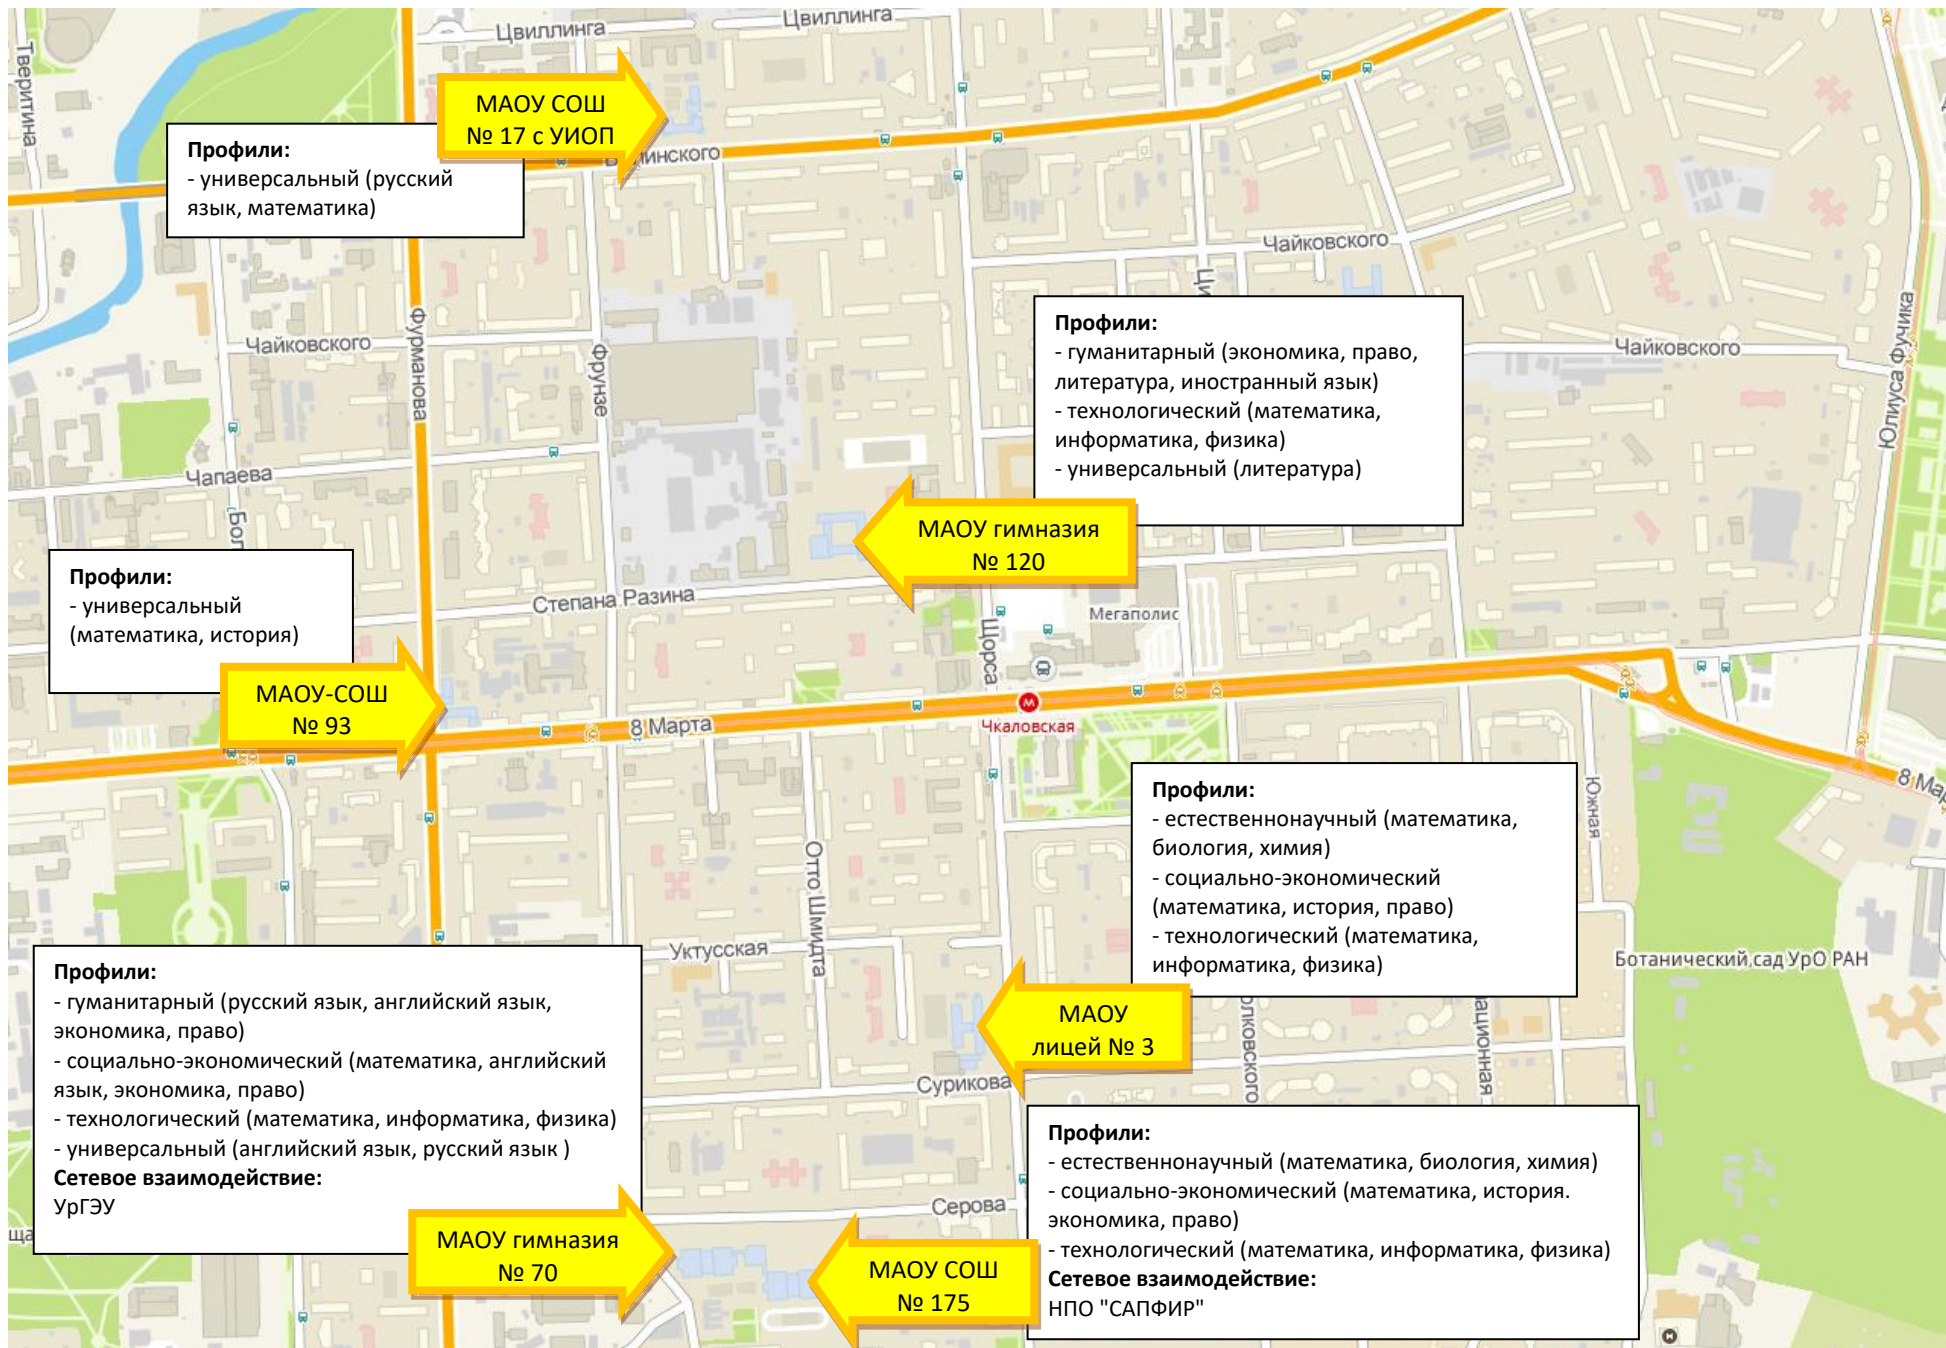 Цвиллинга
Цвиллинга
Тверитина
МАОУ СОШ
№ 17 с УИОП
Профили:
- универсальный (русский
язык, математика)
Чайковского
Чайковского
Чайковского
Фурманова
Фрунзе
Юлиуса Фучика
Профили:
- гуманитарный (экономика, право,
литература, иностранный язык)
- технологический (математика,
информатика, физика)
- универсальный (литература)
Чапаева
МАОУ гимназия
№ 120
Профили:
- универсальный
(математика, история)
Степана Разина
Мегаполис
Щорса
МАОУ-СОШ
№ 93
8 Марта
М
Чкаловская
8 Мар
Южная
Профили:
- естественнонаучный (математика,
биология, химия)
- социально-экономический
(математика, история, право)
- технологический (математика,
информатика, физика)
Отто Шмидта
Уктусская
Ботанический сад УрО РАН
Профили:
- гуманитарный (русский язык, английский язык,
экономика, право)
- социально-экономический (математика, английский
язык, экономика, право)
- технологический (математика, информатика, физика)
- универсальный (английский язык, русский язык )
Сетевое взаимодействие:
УрГЭУ
МАОУ
лицей № 3
Сурикова
Профили:
- естественнонаучный (математика, биология, химия)
- социально-экономический (математика, история.
экономика, право)
- технологический (математика, информатика, физика)
Сетевое взаимодействие:
НПО "САПФИР"
Серова
МАОУ гимназия
№ 70
МАОУ СОШ
№ 175